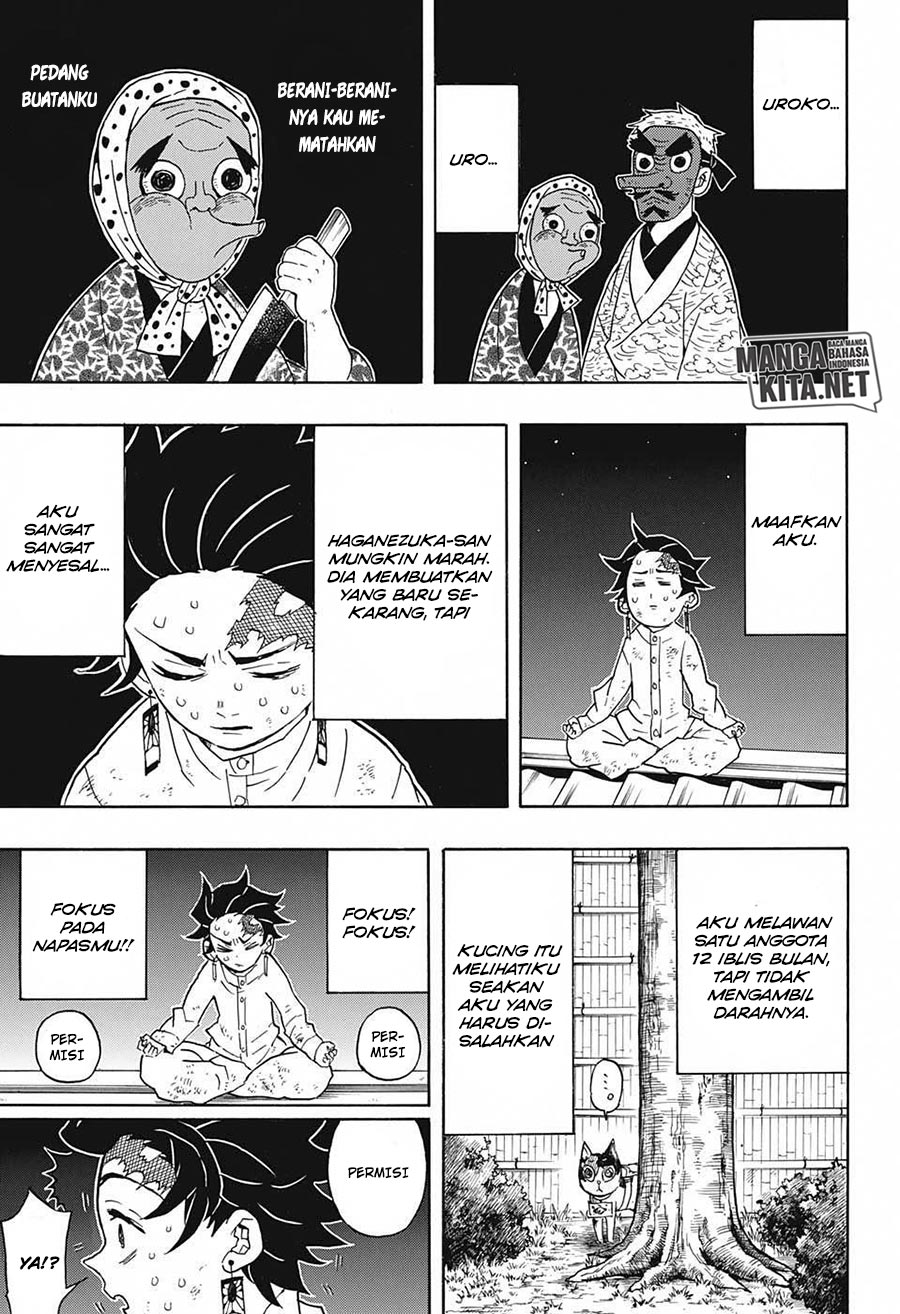 UROKO...
URO...
BERANI-BERANI-
NYA KAU ME-
MATAHKAN
PEDANG
BUATANKU
MANGA
KITA.NET
BACA MANGA
BAHASA
INDONESIA
MAAFKAN
AKU.
HAGANEZUKA-SAN
MUNGKIN MARAH.
DIA MEMBUATKAN
YANG BARU SE-
KARANG, TAPI
AKU
SANGAT
SANGAT
MENYESAL...
AKU MELAWAN
SATU ANGGOTA
12 IBLIS BULAN,
TAPI TIDAK
MENGAMBIL
DARAHNYA.
KUCING ITU
MELIHATIKU
SEAKAN
AKU YANG
HARUS DI-
SALAHKAN
...
FOKUS!
FOKUS!
FOKUS
PADA
NAPASMU!!
PER-
MISI
PER-
MISI
PERMISI
YA!?